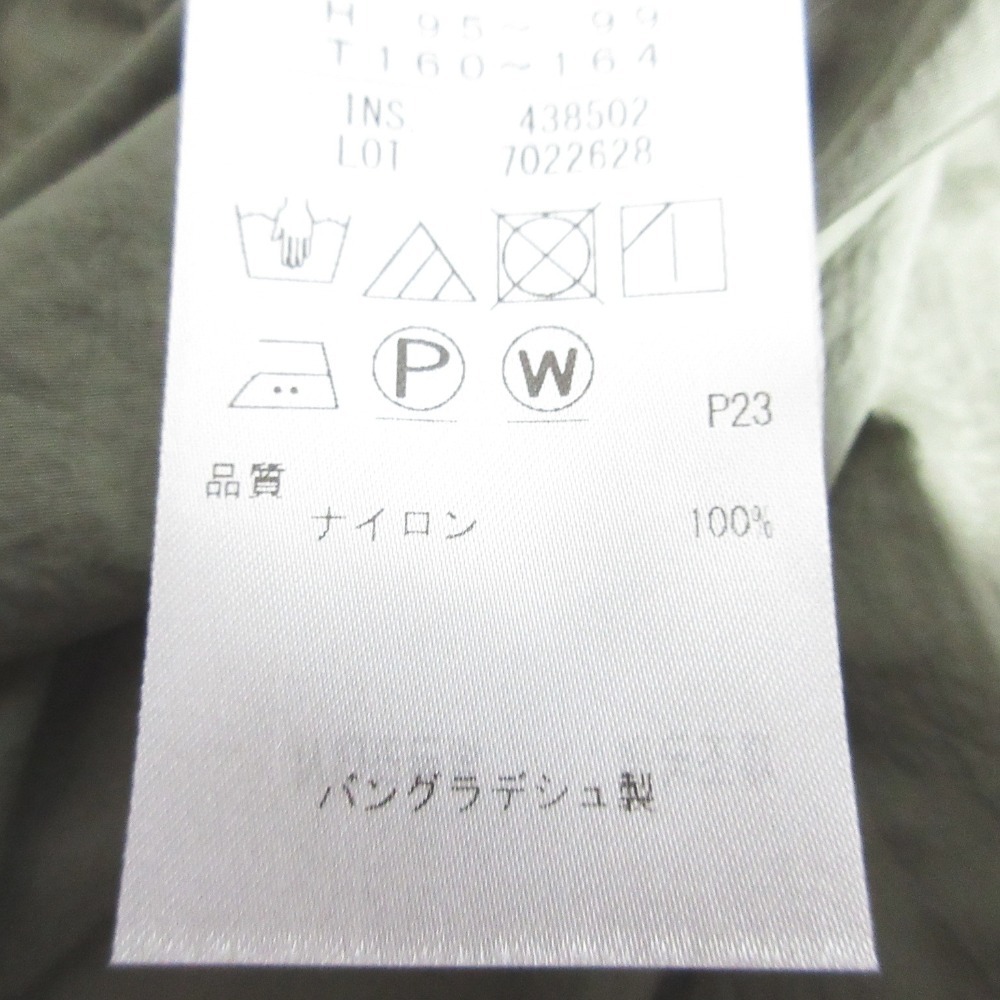 H 95～ 99
T160～164
INS. 438502
LOT 7022628
P W
P23
品質
ナイロン 100%
バングラデシュ製